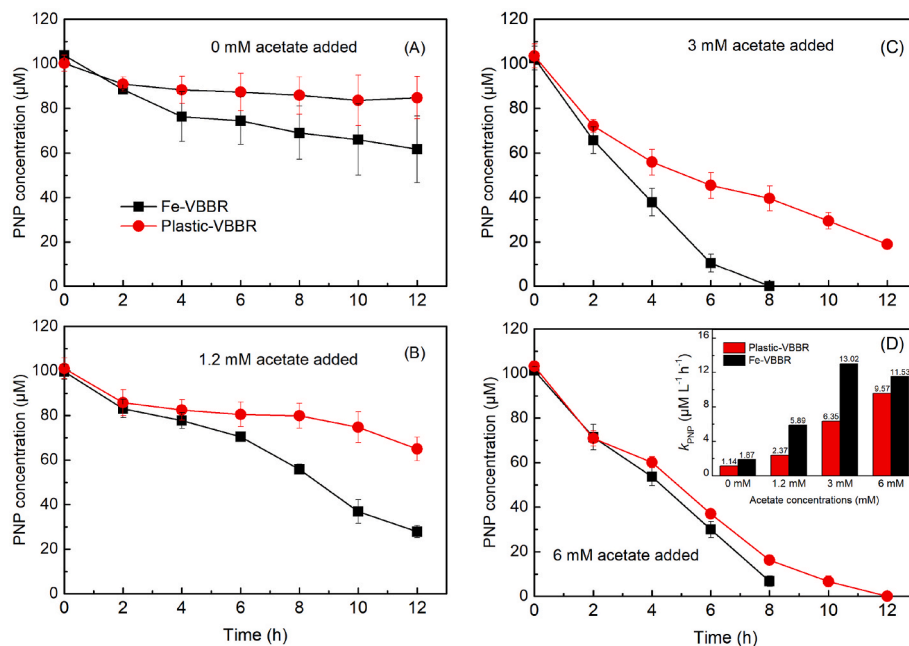 120
100
80
60
40
20
0
PNP concentration (µM)
0 mM acetate added
(A)
Fe-VBBR
Plastic-VBBR
0 2 4 6 8 10 12
120
100
80
60
40
20
0
PNP concentration (µM)
3 mM acetate added
(C)
0 2 4 6 8 10 12
120
100
80
60
40
20
0
PNP concentration (µM)
1.2 mM acetate added
(B)
0 2 4 6 8 10 12
Time (h)
120
100
80
60
40
20
0
PNP concentration (µM)
(D)
6 mM acetate added
0 2 4 6 8 10 12
Time (h)
16
12
8
4
0
kPNP (µM L⁻¹ h⁻¹)
Plastic-VBBR
Fe-VBBR
1.14 1.87 2.37 5.89 6.35 13.02 9.57 11.53
0 mM 1.2 mM 3 mM 6 mM
Acetate concentrations (mM)